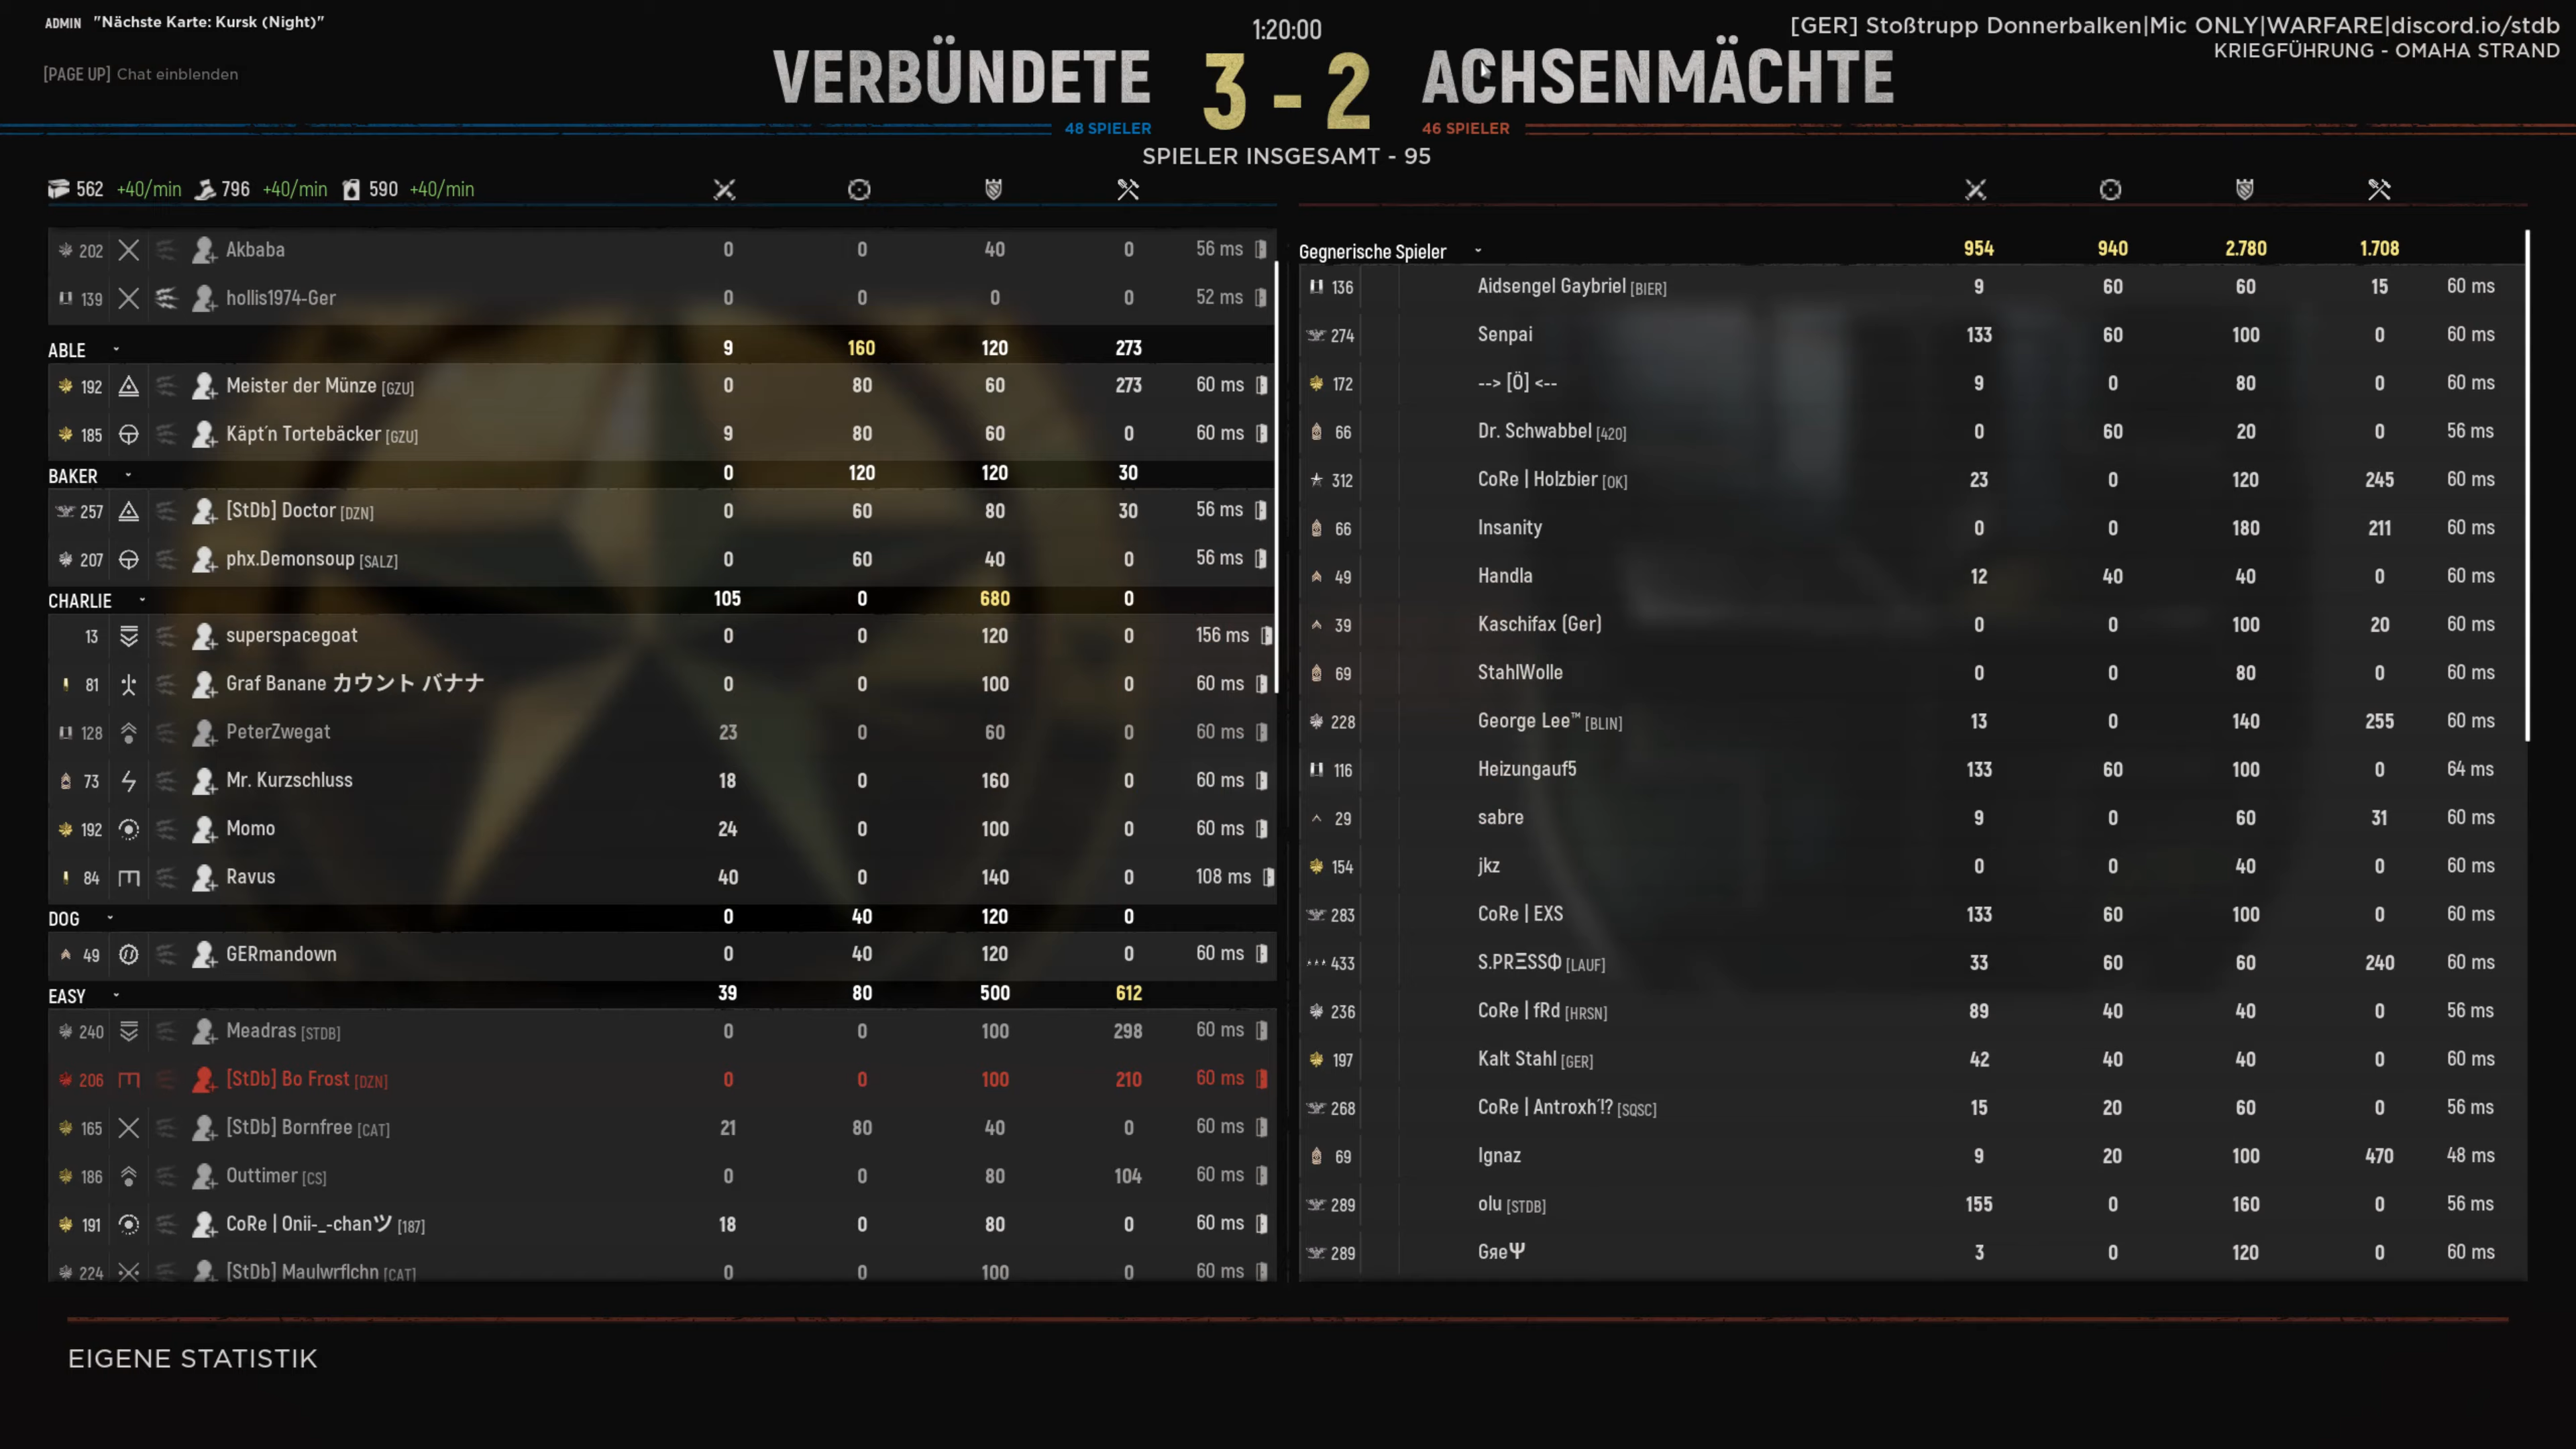 ADMIN "Nächste Karte: Kursk (Night)"
[PAGE UP] Chat einblenden
1:20:00
VERBÜNDETE 3 - 2 ACHSENMÄCHTE
48 SPIELER 46 SPIELER
SPIELER INSGESAMT - 95
[GER] Stoßtrupp Donnerbalken|Mic ONLY|WARFARE|discord.io/stdb
KRIEGFÜHRUNG - OMAHA STRAND
562 +40/min 796 +40/min 590 +40/min
202 Akbaba 0 0 40 0 56 ms
139 hollis1974-Ger 0 0 0 0 52 ms
ABLE 9 160 120 273
192 Meister der Münze [GZU] 0 80 60 273 60 ms
185 Käpt´n Tortebäcker [GZU] 9 80 60 0 60 ms
BAKER 0 120 120 30
257 [StDb] Doctor [DZN] 0 60 80 30 56 ms
207 phx.Demonsoup [SALZ] 0 60 40 0 56 ms
CHARLIE 105 0 680 0
13 superspacegoat 0 0 120 0 156 ms
81 Graf Banane カウント バナナ 0 0 100 0 60 ms
128 PeterZwegat 23 0 60 0 60 ms
73 Mr. Kurzschluss 18 0 160 0 60 ms
192 Momo 24 0 100 0 60 ms
84 Ravus 40 0 140 0 108 ms
DOG 0 40 120 0
49 GERmandown 0 40 120 0 60 ms
EASY 39 80 500 612
240 Meadras [STDB] 0 0 100 298 60 ms
206 [StDb] Bo Frost [DZN] 0 0 100 210 60 ms
165 [StDb] Bornfree [CAT] 21 80 40 0 60 ms
186 Outtimer [CS] 0 0 80 104 60 ms
191 CoRe | Onii-_-chanツ [187] 18 0 80 0 60 ms
224 [StDb] Maulwrflchn [CAT] 0 0 100 0 60 ms
Gegnerische Spieler 954 940 2.780 1.708
136 Aidsengel Gaybriel [BIER] 9 60 60 15 60 ms
274 Senpai 133 60 100 0 60 ms
172 --> [Ö] <-- 9 0 80 0 60 ms
66 Dr. Schwabbel [420] 0 60 20 0 56 ms
312 CoRe | Holzbier [OK] 23 0 120 245 60 ms
66 Insanity 0 0 180 211 60 ms
49 Handla 12 40 40 0 60 ms
39 Kaschifax (Ger) 0 0 100 20 60 ms
69 StahlWolle 0 0 80 0 60 ms
228 George Lee™ [BLIN] 13 0 140 255 60 ms
116 Heizungauf5 133 60 100 0 64 ms
29 sabre 9 0 60 31 60 ms
154 jkz 0 0 40 0 60 ms
283 CoRe | EXS 133 60 100 0 60 ms
433 S.PRΞSSФ [LAUF] 33 60 60 240 60 ms
236 CoRe | fRd [HRSN] 89 40 40 0 56 ms
197 Kalt Stahl [GER] 42 40 40 0 60 ms
268 CoRe | Antroxh´!? [SQSC] 15 20 60 0 56 ms
69 Ignaz 9 20 100 470 48 ms
289 olu [STDB] 155 0 160 0 56 ms
289 GяeΨ 3 0 120 0 60 ms
EIGENE STATISTIK